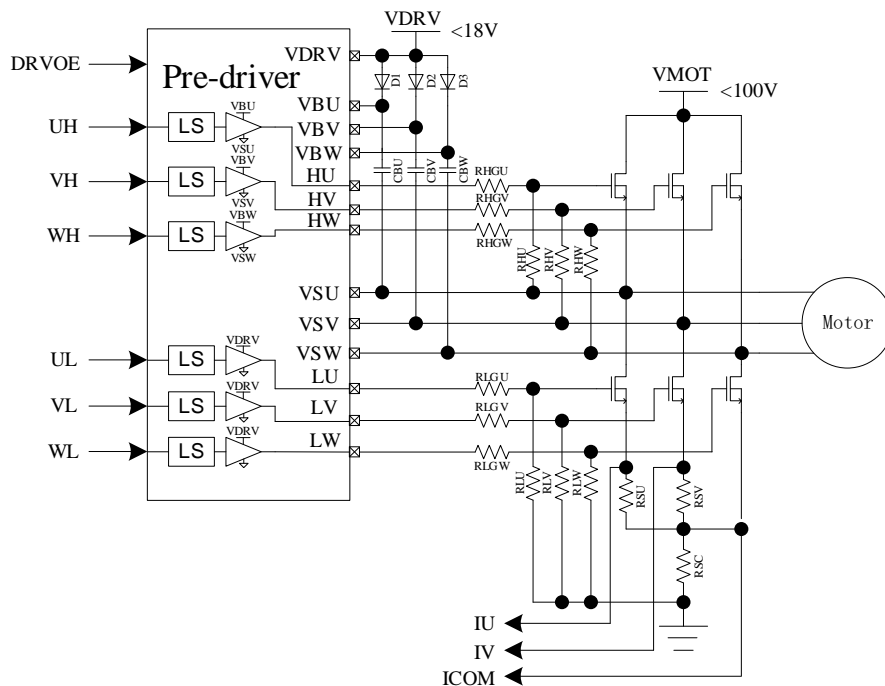 VDRV
<18V
DRVOE
Pre-driver
VDRV
D1
D2
D3
VMOT
<100V
VBU
UH
LS
VBU
VSU
VBV
VBW
CBU
CBV
CBW
HU
RHGU
VH
LS
VBV
VSV
HV
RHGV
WH
LS
VBW
VSW
HW
RHGW
RHU
RHV
RHW
VSU
VSV
Motor
VSW
UL
LS
VDRV
LU
RLGU
VL
LS
VDRV
LV
RLGV
WL
LS
VDRV
LW
RLGW
RLU
RLV
RLW
RSU
RSV
RSC
IU
IV
ICOM